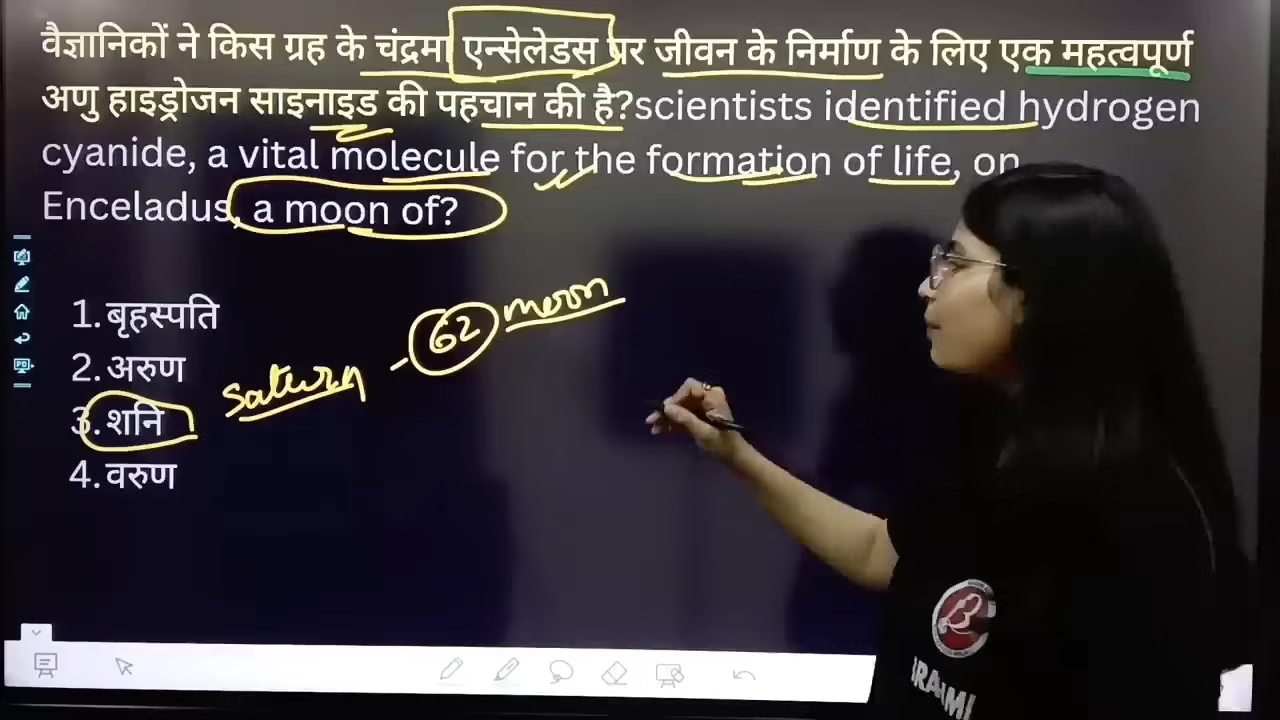 वैज्ञानिकों ने किस ग्रह के चंद्रमा एन्सेलेडस पर जीवन के निर्माण के लिए एक महत्वपूर्ण
अणु हाइड्रोजन साइनाइड की पहचान की है?scientists identified hydrogen
cyanide, a vital molecule for the formation of life, on
Enceladus, a moon of?
1. बृहस्पति
2. अरुण
3. शनि
saturn - 62 moon
4. वरुण